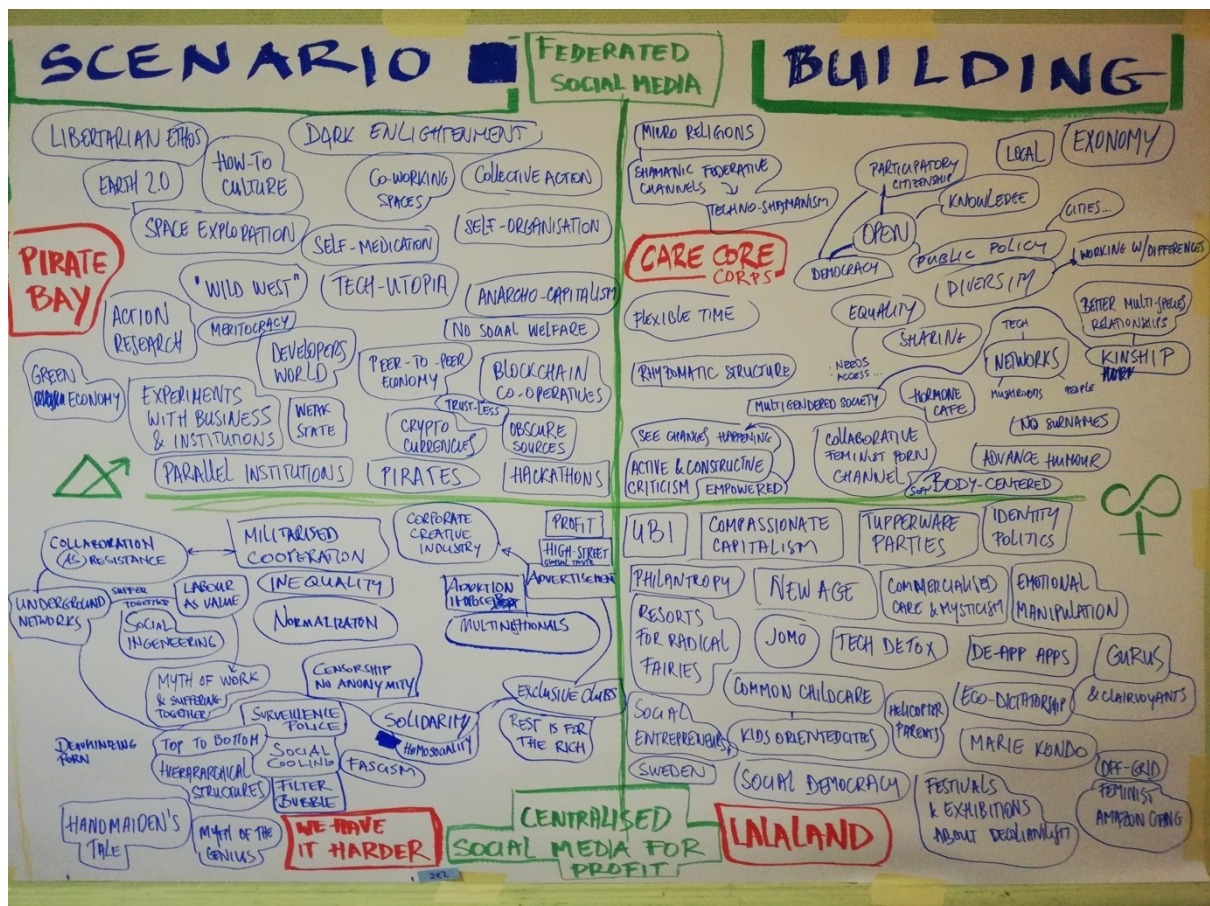 SCENARIO
FEDERATED
SOCIAL MEDIA
BUILDING
LIBERTARIAN ETHOS
DARK ENLIGHTENMENT
EARTH 2.0
HOW-TO
CULTURE
CO-WORKING
SPACES
COLLECTIVE ACTION
SPACE EXPLORATION
SELF-MEDICATION
SELF-ORGANISATION
PIRATE
BAY
"WILD WEST"
TECH-UTOPIA
ANARCHO-CAPITALISM
ACTION
RESEARCH
MERITOCRACY
NO SOCIAL WELFARE
DEVELOPERS
WORLD
PEER-TO-PEER
ECONOMY
BLOCKCHAIN
CO-OPERATIVES
GREEN
ECONOMY
EXPERIMENTS
WITH BUSINESS
& INSTITUTIONS
WEAK
STATE
TRUST-LESS
CRYPTO
CURRENCIES
OBSCURE
SOURCES
PARALLEL INSTITUTIONS
PIRATES
HACKATHONS
MICRO RELIGIONS
SHAMANIC FEDERATIVE
CHANNELS
TECHNO-SHAMANISM
PARTICIPATORY
CITIZENSHIP
LOCAL
EXONOMY
KNOWLEDGE
OPEN
CITIES...
CARE CORE
CORPS
DEMOCRACY
PUBLIC POLICY
WORKING W/DIFFERENCES
DIVERSITY
FLEXIBLE TIME
EQUALITY
SHARING
BETTER MULTI-SPECIES
RELATIONSHIPS
TECH
NETWORKS
KINSHIP
MUSHROOMS
PEOPLE
: NEEDS
ACCESS...
RHYZOMATIC STRUCTURE
MULTIGENDERED SOCIETY
HORMONE
CAFE
NO SURNAMES
SEE CHANGES HAPPENING
ACTIVE & CONSTRUCTIVE
CRITICISM
EMPOWERED
COLLABORATIVE
FEMINIST PORN
CHANNEL
ADVANCE HUMOUR
SOFT
BODY-CENTERED
COLLABORATION
(AS) RESISTANCE
MILITARISED
COOPERATION
CORPORATE
CREATIVE
INDUSTRY
PROFIT
HIGH-STREET
INEQUALITY
ADVERTISEMENT
UNDERGROUND
NETWORKS
SUFFER
TOGETHER
LABOUR
AS VALUE
SOCIAL
INGENEERING
NORMALIZATON
MULTINETIONALS
CENSORSHIP
NO ANONYMITY
MYTH OF WORK
& SUFFERING
TOGETHER
EXCLUSIVE CLUBS
SURVEILLENCE
POLICE
SOLIDARITY
HOMOSOCIALITY
REST IS FOR
THE RICH
PORN
TOP TO BOTTOM
HIERARARCHICAL
STRUCTURES
SOCIAL
COOLING
FASCISM
FILTER
BUBBLE
HANDMAIDEN'S
TALE
MYTH OF THE
GENIUS
WE HAVE
IT HARDER
CENTRALISED
SOCIAL MEDIA FOR
PROFIT
2X2
UBI
COMPASSIONATE
CAPITALISM
TUPPERWARE
PARTIES
IDENTITY
POLITICS
PHILANTROPY
NEW AGE
COMMERCIALISED
CARE & MYSTICISM
EMOTIONAL
MANIPULATION
RESORTS
FOR RADICAL
FAIRIES
JOMO
TECH DETOX
DE-APP APPS
GURUS
& CLAIRVOYANTS
COMMON CHILDCARE
ECO-DICTATORSHIP
SOCIAL
ENTREPRENEURS
KIDS ORIENTED CITES
HELICOPTER
PARENTS
MARIE KONDO
SWEDEN
SOCIAL DEMOCRACY
OFF-GRID
FEMINIST
AMAZON GANG
LALALAND
FESTIVALS
& EXHIBITIONS
ABOUT